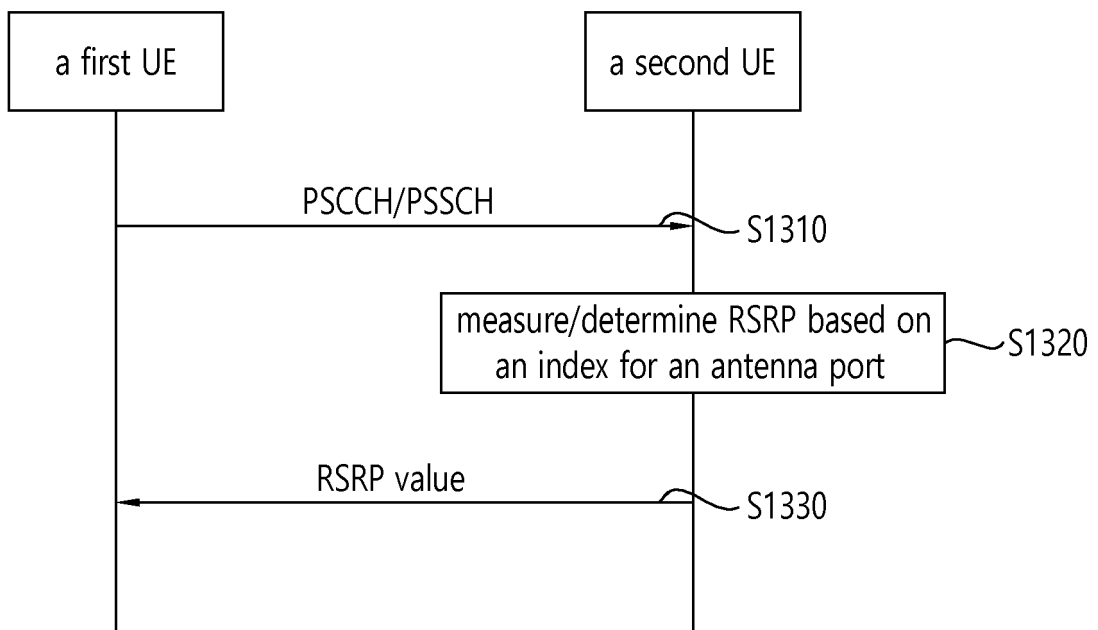 a first UE
a second UE
PSCCH/PSSCH
S1310
measure/determine RSRP based on
an index for an antenna port
S1320
RSRP value
S1330